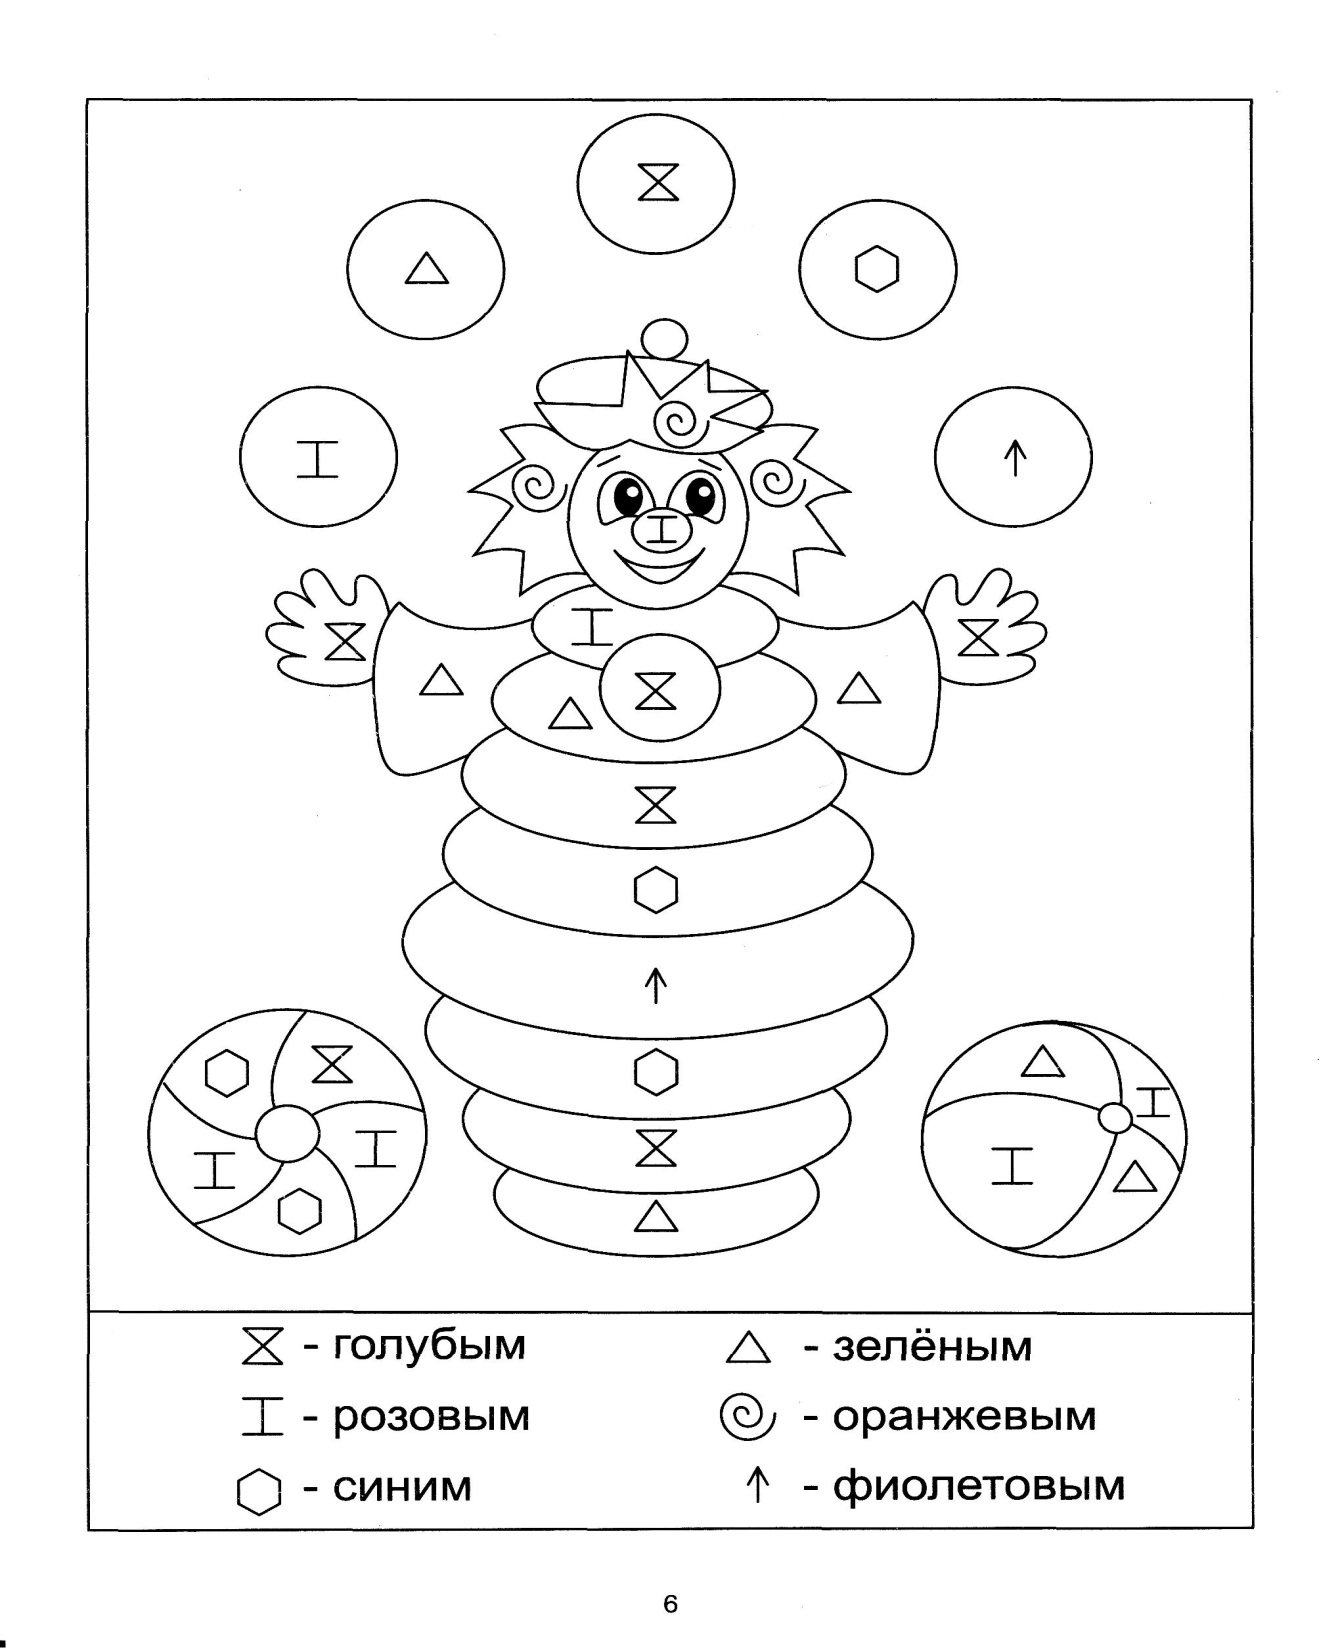 - голубым
- зелёным
- розовым
- оранжевым
- синим
- фиолетовым
6